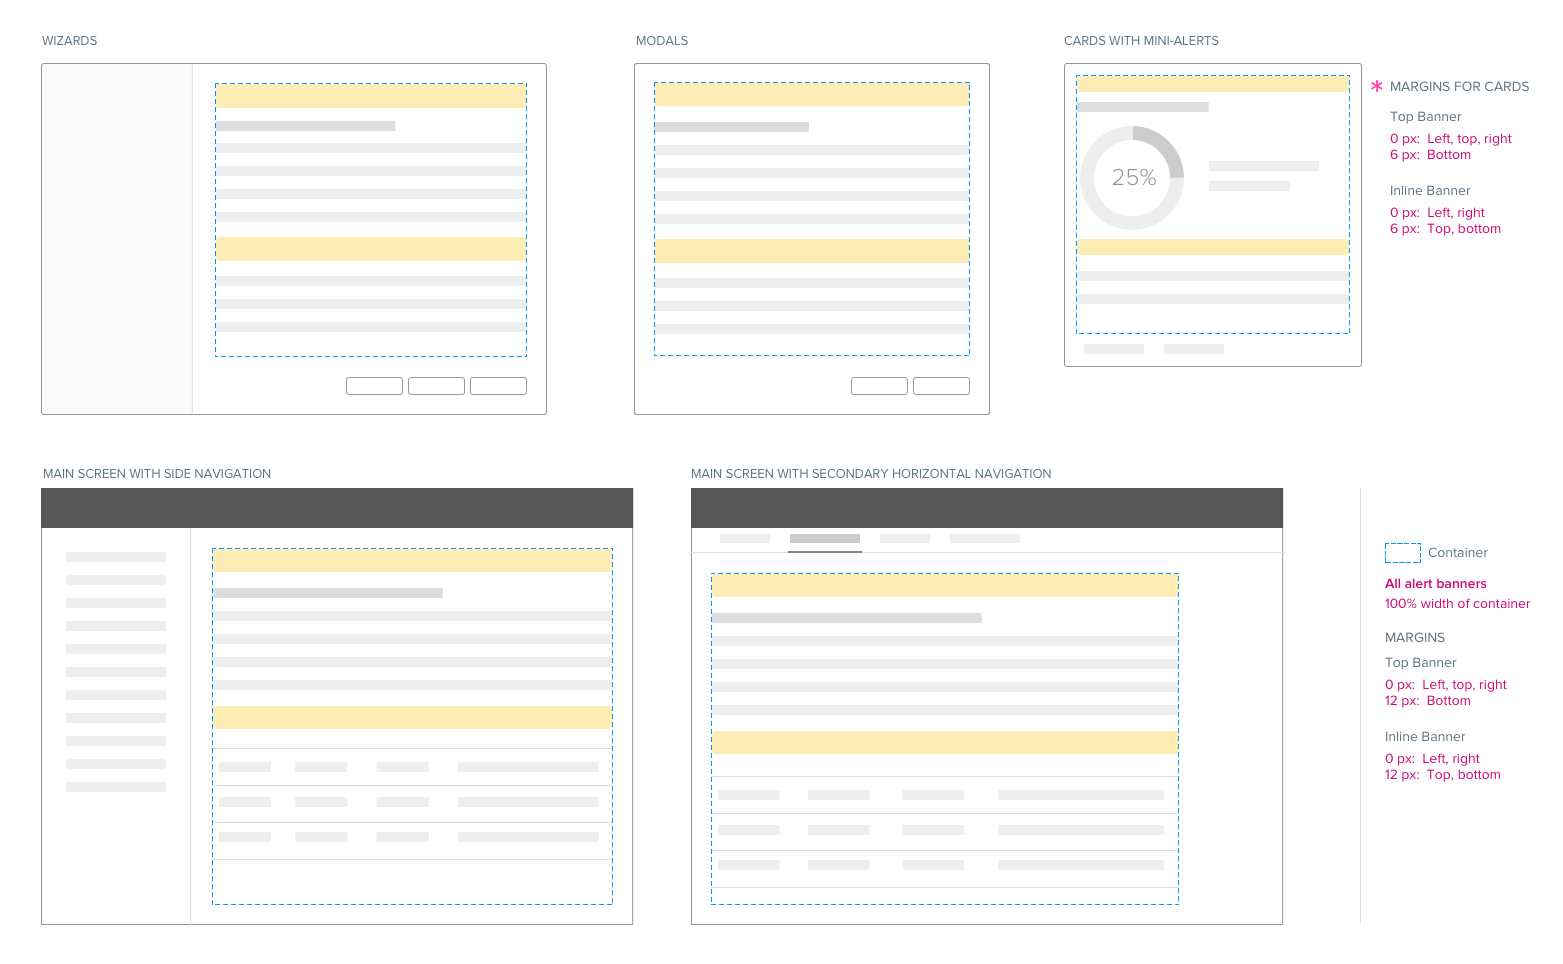 WIZARDS
MODALS
CARDS WITH MINI-ALERTS
25%
* MARGINS FOR CARDS
Top Banner
0 px: Left, top, right
6 px: Bottom
Inline Banner
0 px: Left, right
6 px: Top, bottom
MAIN SCREEN WITH SIDE NAVIGATION
MAIN SCREEN WITH SECONDARY HORIZONTAL NAVIGATION
Container
All alert banners
100% width of container
MARGINS
Top Banner
0 px: Left, top, right
12 px: Bottom
Inline Banner
0 px: Left, right
12 px: Top, bottom